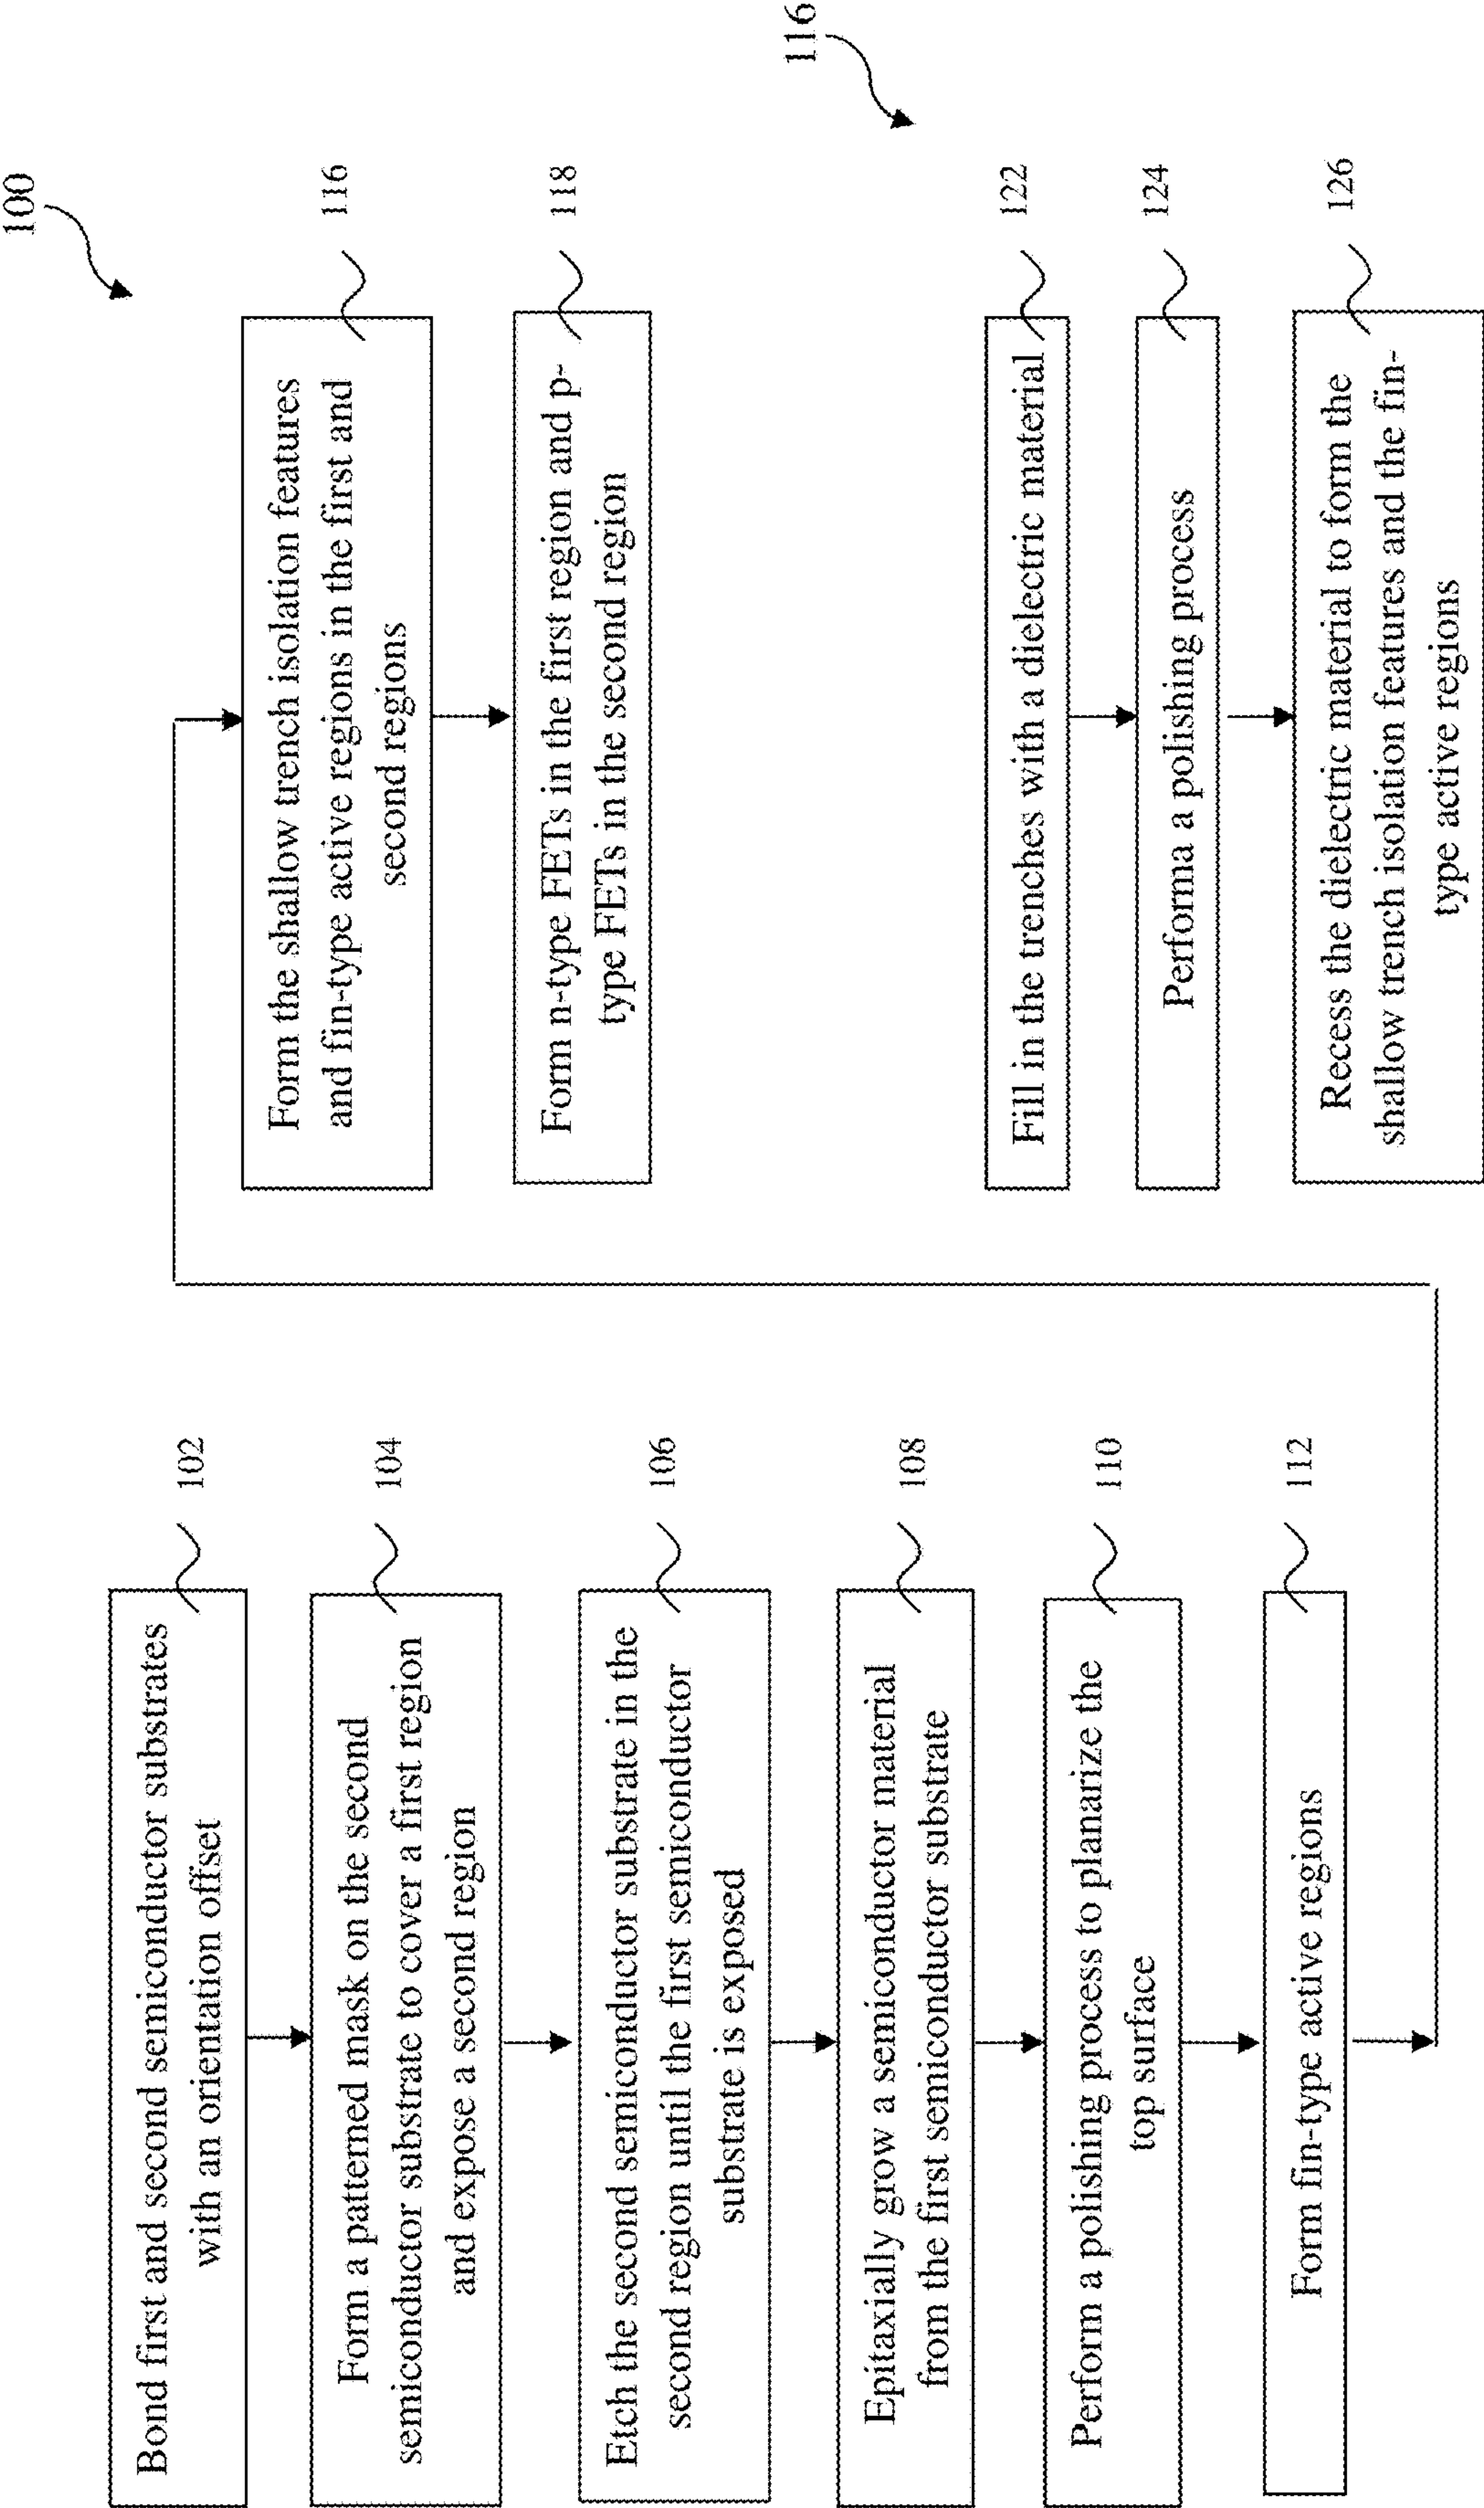 100
Bond first and second semiconductor substrates
with an orientation offset
102
Form a patterned mask on the second
semiconductor substrate to cover a first region
and expose a second region
104
Etch the second semiconductor substrate in the
second region until the first semiconductor
substrate is exposed
106
Epitaxially grow a semiconductor material
from the first semiconductor substrate
108
Perform a polishing process to planarize the
top surface
110
Form fin-type active regions
112
Form the shallow trench isolation features
and fin-type active regions in the first and
second regions
116
Form n-type FETs in the first region and p-
type FETs in the second region
118
116
Fill in the trenches with a dielectric material
122
Performa a polishing process
124
Recess the dielectric material to form the
shallow trench isolation features and the fin-
type active regions
126